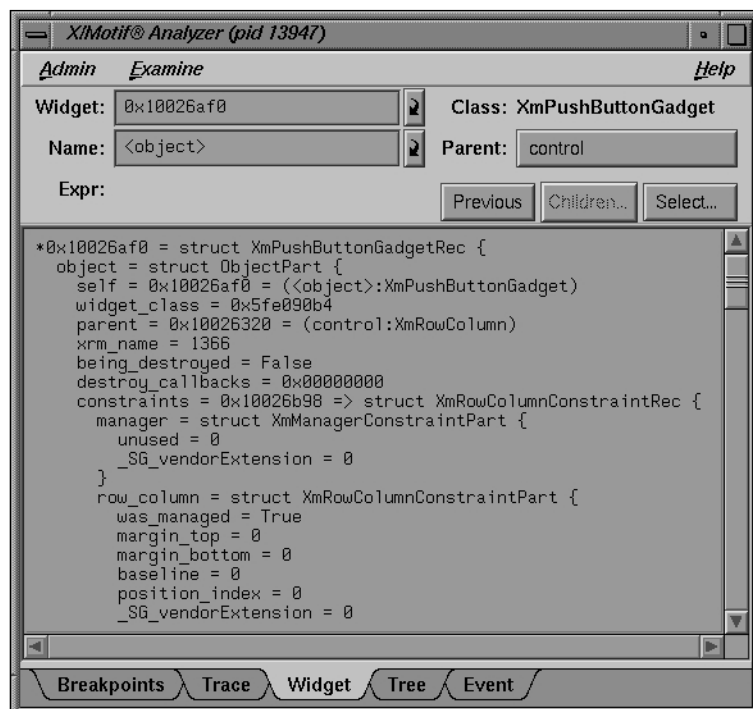 X/Motif® Analyzer (pid 13947)
Admin Examine Help
Widget: 0x10026af0 Class: XmPushButtonGadget
Name: <object> Parent: control
Expr:
Previous Children... Select...
*0x10026af0 = struct XmPushButtonGadgetRec {
object = struct ObjectPart {
self = 0x10026af0 = (<object>:XmPushButtonGadget)
widget_class = 0x5fe090b4
parent = 0x10026320 = (control:XmRowColumn)
xrm_name = 1366
being_destroyed = False
destroy_callbacks = 0x00000000
constraints = 0x10026b98 => struct XmRowColumnConstraintRec {
manager = struct XmManagerConstraintPart {
unused = 0
_SG_vendorExtension = 0
}
row_column = struct XmRowColumnConstraintPart {
was_managed = True
margin_top = 0
margin_bottom = 0
baseline = 0
position_index = 0
_SG_vendorExtension = 0
Breakpoints Trace Widget Tree Event